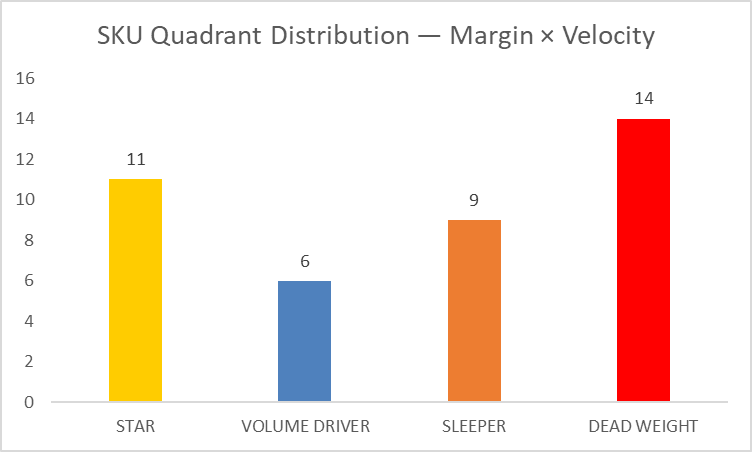 SKU Quadrant Distribution — Margin × Velocity
16
14
12
10
8
6
4
2
0
11
6
9
14
STAR
VOLUME DRIVER
SLEEPER
DEAD WEIGHT